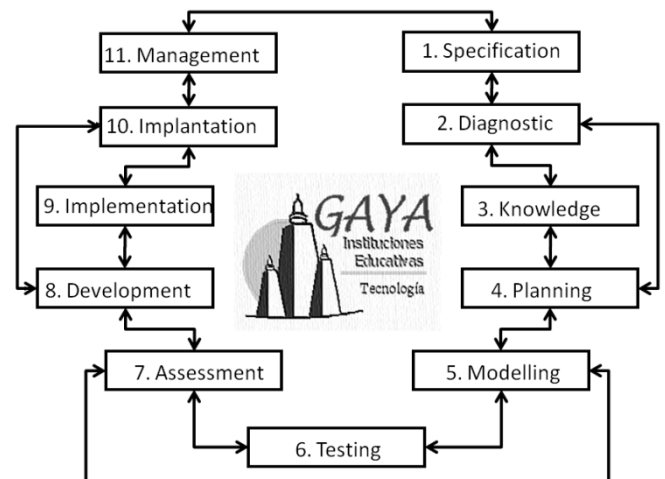 11. Management
1. Specification
10. Implantation
2. Diagnostic
9. Implementation
3. Knowledge
8. Development
4. Planning
7. Assessment
5. Modelling
6. Testing
GAYA
Instituciones
Educativas
Tecnología